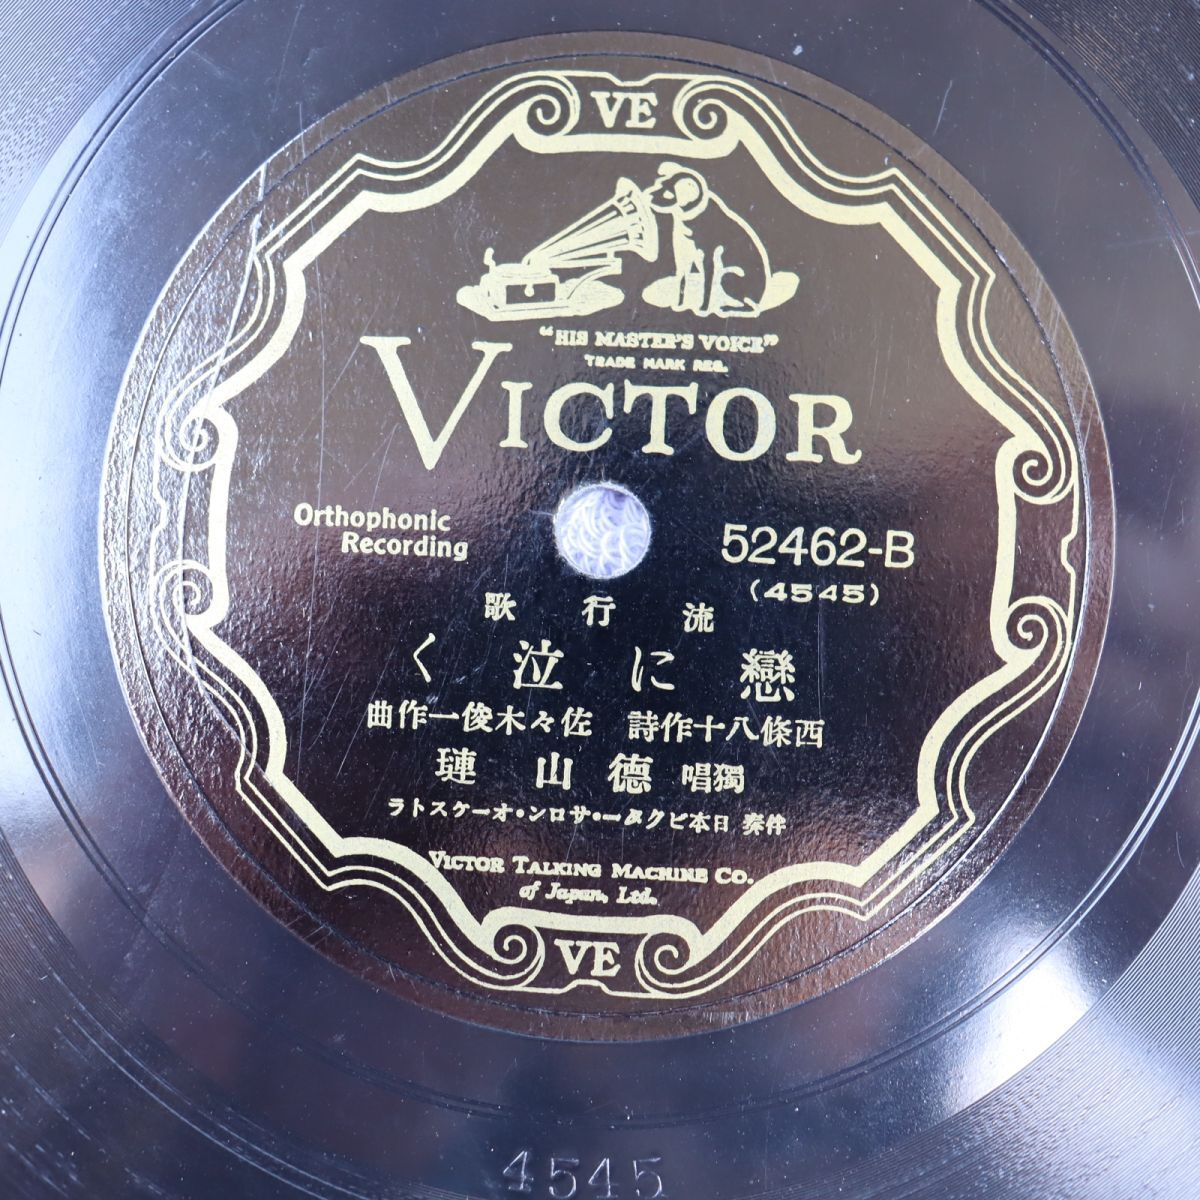 VE
"HIS MASTER'S VOICE"
TRADE MARK REG.
VICTOR
Orthophonic
Recording
52462-B
(4545)
流行歌
戀に泣く
西條八十作詩 佐々木俊一作曲
獨唱 德山璉
伴奏 日本ビクター・サロン・オーケストラ
VICTOR TALKING MACHINE CO.
of Japan, Ltd.
VE
4545